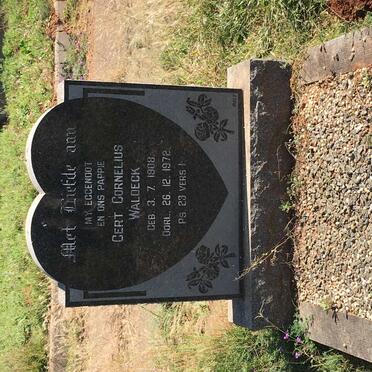 Met Liefde aan
MY EGGENOOT
EN ONS PAPPIE
GERT CORNELIUS
WALDECK
GEB 3. 7. 1908.
OORL. 26. 12. 1972.
PS. 23 VERS 1.